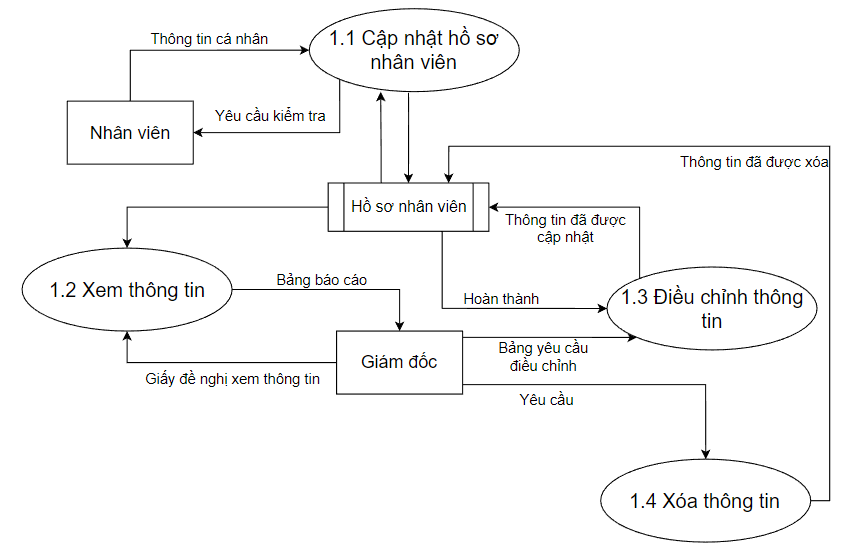 1.1 Cập nhật hồ sơ
nhân viên
Thông tin cá nhân
Yêu cầu kiểm tra
Nhân viên
Thông tin đã được xóa
Hồ sơ nhân viên
Thông tin đã được
cập nhật
1.2 Xem thông tin
Bảng báo cáo
Hoàn thành
1.3 Điều chỉnh thông
tin
Giám đốc
Bảng yêu cầu
điều chỉnh
Giấy đề nghị xem thông tin
Yêu cầu
1.4 Xóa thông tin